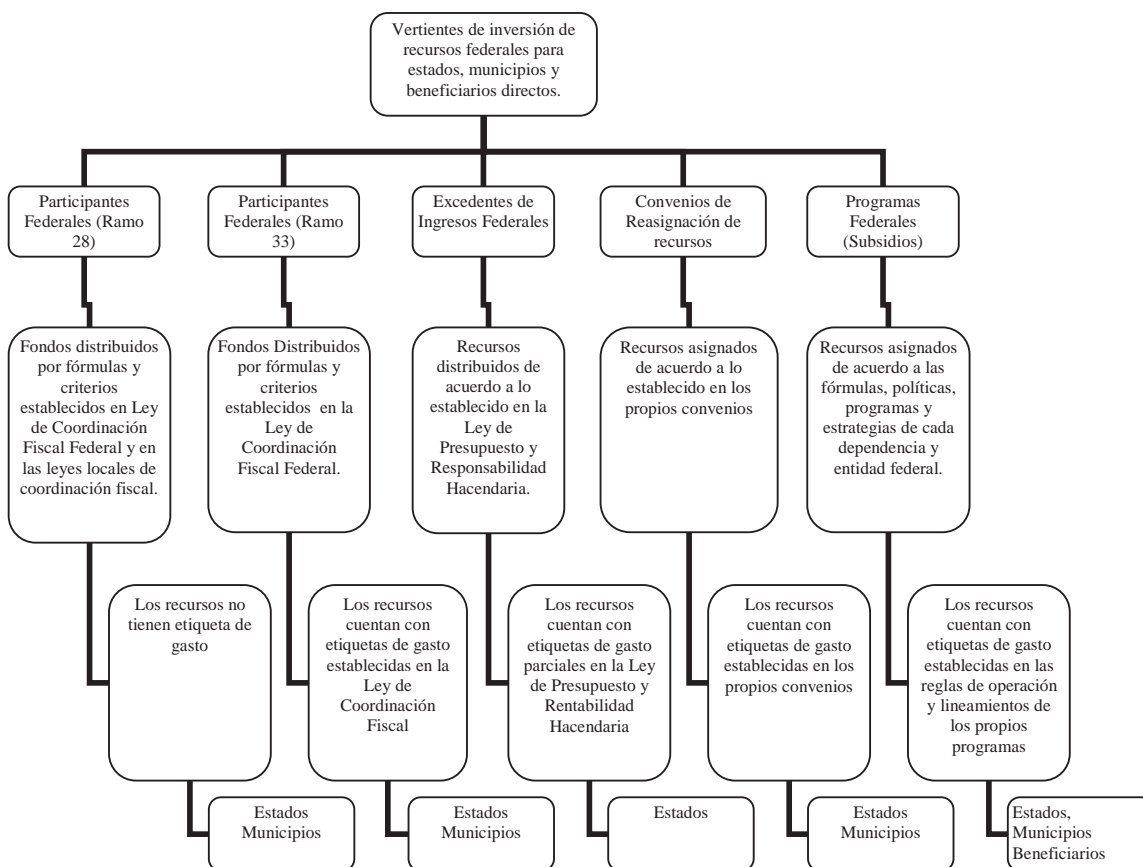 Vertientes de inversión de
recursos federales para
estados, municipios y
beneficiarios directos.
Participantes
Federales (Ramo
28)
Participantes
Federales (Ramo
33)
Excedentes de
Ingresos Federales
Convenios de
Reasignación de
recursos
Programas
Federales
(Subsidios)
Fondos distribuidos
por fórmulas y
criterios
establecidos en Ley
de Coordinación
Fiscal Federal y en
las leyes locales de
coordinación fiscal.
Fondos Distribuidos
por fórmulas y
criterios
establecidos en la
Ley de
Coordinación
Fiscal Federal.
Recursos
distribuidos de
acuerdo a lo
establecido en la
Ley de
Presupuesto y
Responsabilidad
Hacendaria.
Recursos asignados
de acuerdo a lo
establecido en los
propios convenios
Recursos asignados
de acuerdo a las
fórmulas, políticas,
programas y
estrategias de cada
dependencia y
entidad federal.
Los recursos no
tienen etiqueta de
gasto
Los recursos
cuentan con
etiquetas de gasto
establecidas en la
Ley de
Coordinación
Fiscal
Los recursos
cuentan con
etiquetas de gasto
parciales en la Ley
de Presupuesto y
Rentabilidad
Hacendaria
Los recursos
cuentan con
etiquetas de gasto
establecidas en los
propios convenios
Los recursos
cuentan con
etiquetas de gasto
establecidas en las
reglas de operación
y lineamientos de
los propios
programas
Estados
Municipios
Estados
Municipios
Estados
Estados
Municipios
Estados,
Municipios
Beneficiarios